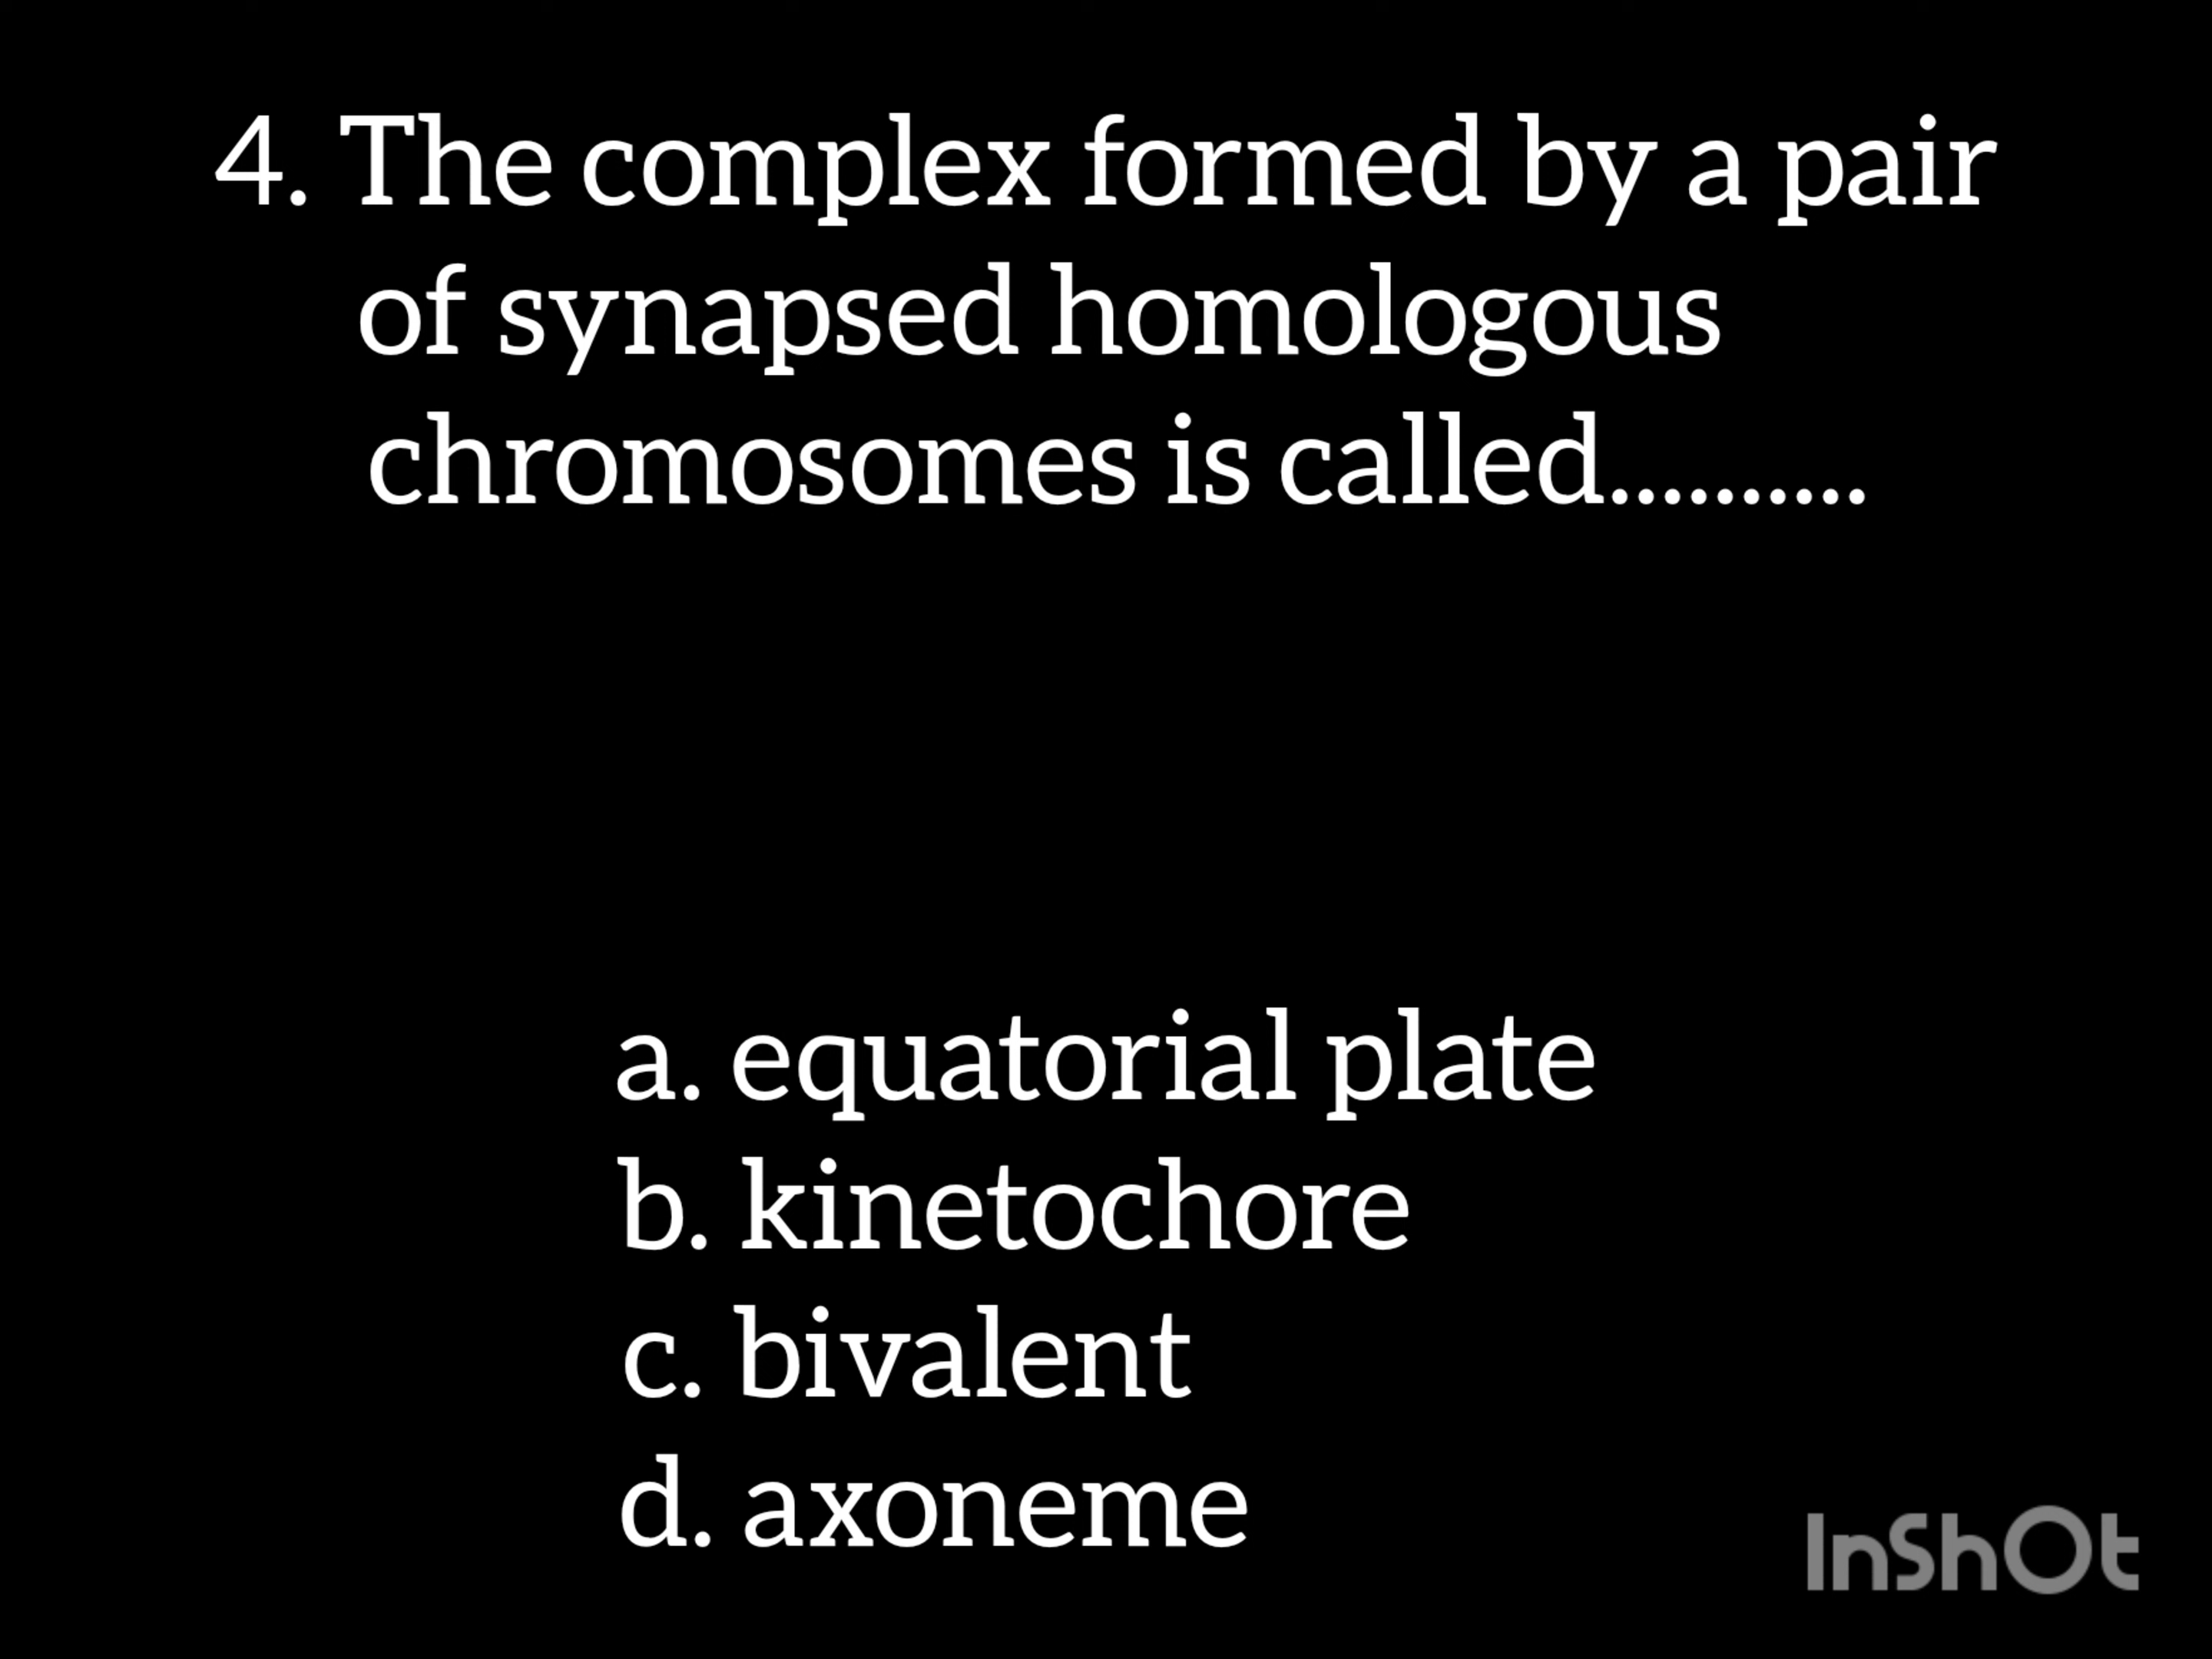 4. The complex formed by a pair
of synapsed homologous
chromosomes is called..........
a. equatorial plate
b. kinetochore
c. bivalent
d. axoneme
InShOt